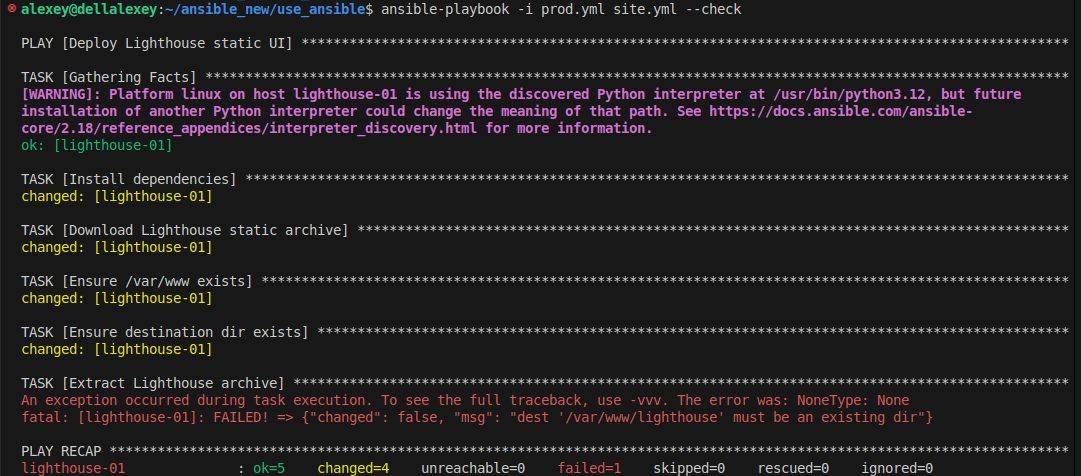 alexey@dellalexey:~/ansible_new/use_ansible$ ansible-playbook -i prod.yml site.yml --check
PLAY [Deploy Lighthouse static UI] ************************************************************************************************
TASK [Gathering Facts] ************************************************************************************************************
[WARNING]: Platform linux on host lighthouse-01 is using the discovered Python interpreter at /usr/bin/python3.12, but future
installation of another Python interpreter could change the meaning of that path. See https://docs.ansible.com/ansible-
core/2.18/reference_appendices/interpreter_discovery.html for more information.
ok: [lighthouse-01]
TASK [Install dependencies] *******************************************************************************************************
changed: [lighthouse-01]
TASK [Download Lighthouse static archive] *****************************************************************************************
changed: [lighthouse-01]
TASK [Ensure /var/www exists] *****************************************************************************************************
changed: [lighthouse-01]
TASK [Ensure destination dir exists] **********************************************************************************************
changed: [lighthouse-01]
TASK [Extract Lighthouse archive] *************************************************************************************************
An exception occurred during task execution. To see the full traceback, use -vvv. The error was: NoneType: None
fatal: [lighthouse-01]: FAILED! => {"changed": false, "msg": "dest '/var/www/lighthouse' must be an existing dir"}
PLAY RECAP ************************************************************************************************************************
lighthouse-01              : ok=5    changed=4    unreachable=0    failed=1    skipped=0    rescued=0    ignored=0